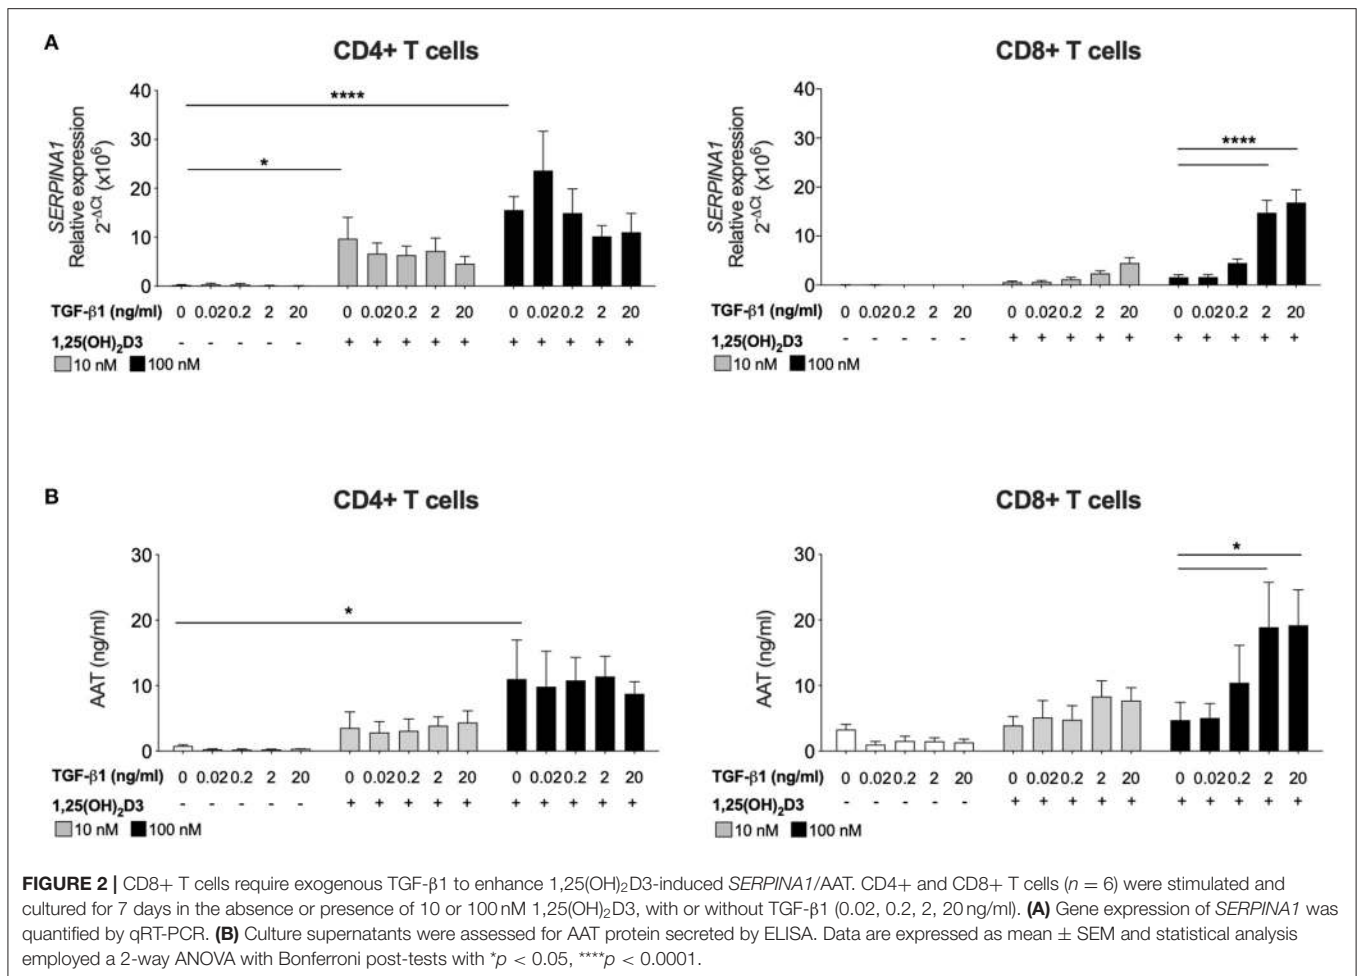 A
CD4+ T cells
SERPINA1
Relative expression
2^-ΔCt (x10^6)
40
30
20
10
0
****
*
TGF-β1 (ng/ml) 0 0.02 0.2 2 20 0 0.02 0.2 2 20 0 0.02 0.2 2 20
1,25(OH)₂D3 - - - - - + + + + + + + + + +
10 nM 100 nM
CD8+ T cells
SERPINA1
Relative expression
2^-ΔCt (x10^6)
40
30
20
10
0
****
TGF-β1 (ng/ml) 0 0.02 0.2 2 20 0 0.02 0.2 2 20 0 0.02 0.2 2 20
1,25(OH)₂D3 - - - - - + + + + + + + + + +
10 nM 100 nM
B
CD4+ T cells
AAT (ng/ml)
30
20
10
0
*
TGF-β1 (ng/ml) 0 0.02 0.2 2 20 0 0.02 0.2 2 20 0 0.02 0.2 2 20
1,25(OH)₂D3 - - - - - + + + + + + + + + +
10 nM 100 nM
CD8+ T cells
AAT (ng/ml)
30
20
10
0
*
TGF-β1 (ng/ml) 0 0.02 0.2 2 20 0 0.02 0.2 2 20 0 0.02 0.2 2 20
1,25(OH)₂D3 - - - - - + + + + + + + + + +
10 nM 100 nM
FIGURE 2 | CD8+ T cells require exogenous TGF-β1 to enhance 1,25(OH)₂D3-induced SERPINA1/AAT. CD4+ and CD8+ T cells (n = 6) were stimulated and
cultured for 7 days in the absence or presence of 10 or 100 nM 1,25(OH)₂D3, with or without TGF-β1 (0.02, 0.2, 2, 20 ng/ml). (A) Gene expression of SERPINA1 was
quantified by qRT-PCR. (B) Culture supernatants were assessed for AAT protein secreted by ELISA. Data are expressed as mean ± SEM and statistical analysis
employed a 2-way ANOVA with Bonferroni post-tests with *p < 0.05, ****p < 0.0001.